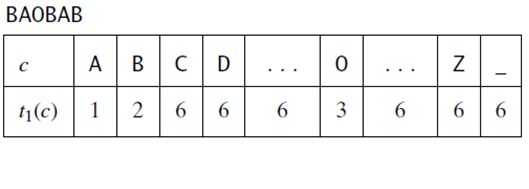 BAOBAB
c A B C D . . . O . . . Z _
t₁(c) 1 2 6 6 6 3 6 6 6